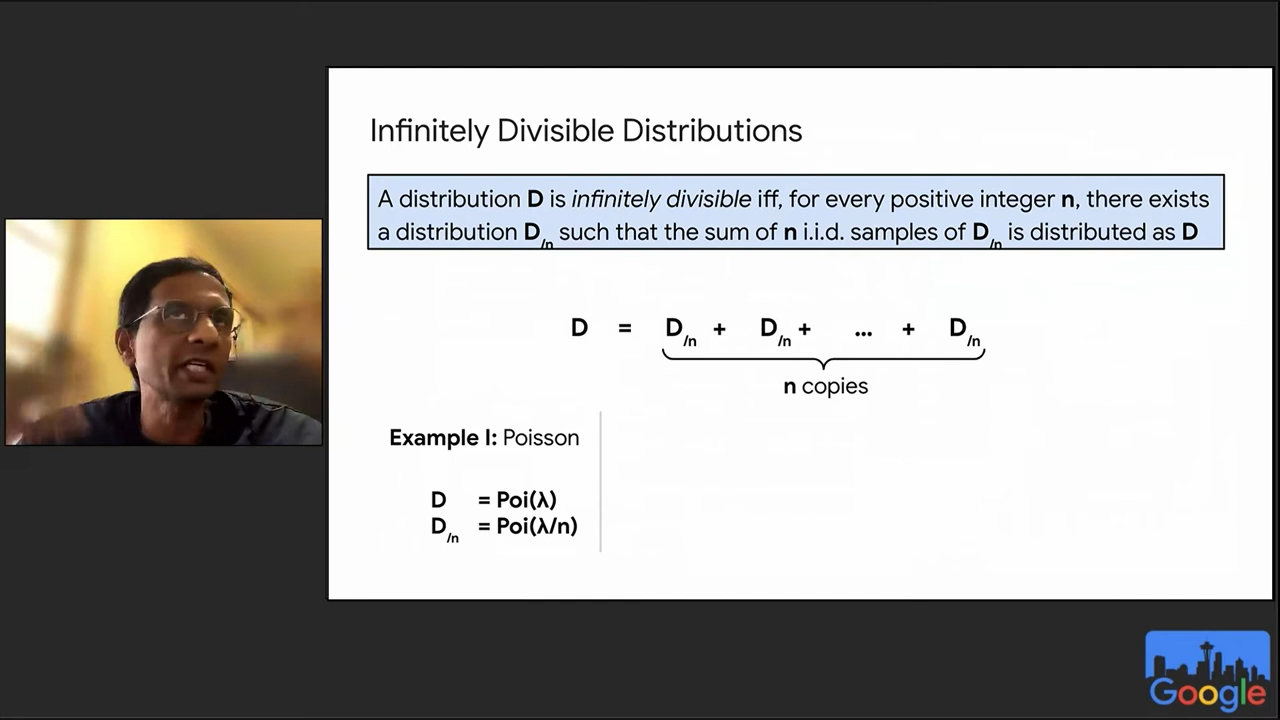 Infinitely Divisible Distributions
A distribution D is infinitely divisible iff, for every positive integer n, there exists
a distribution D/n such that the sum of n i.i.d. samples of D/n is distributed as D
D = D/n + D/n + ... + D/n
n copies
Example I: Poisson
D = Poi(λ)
D/n = Poi(λ/n)
Google